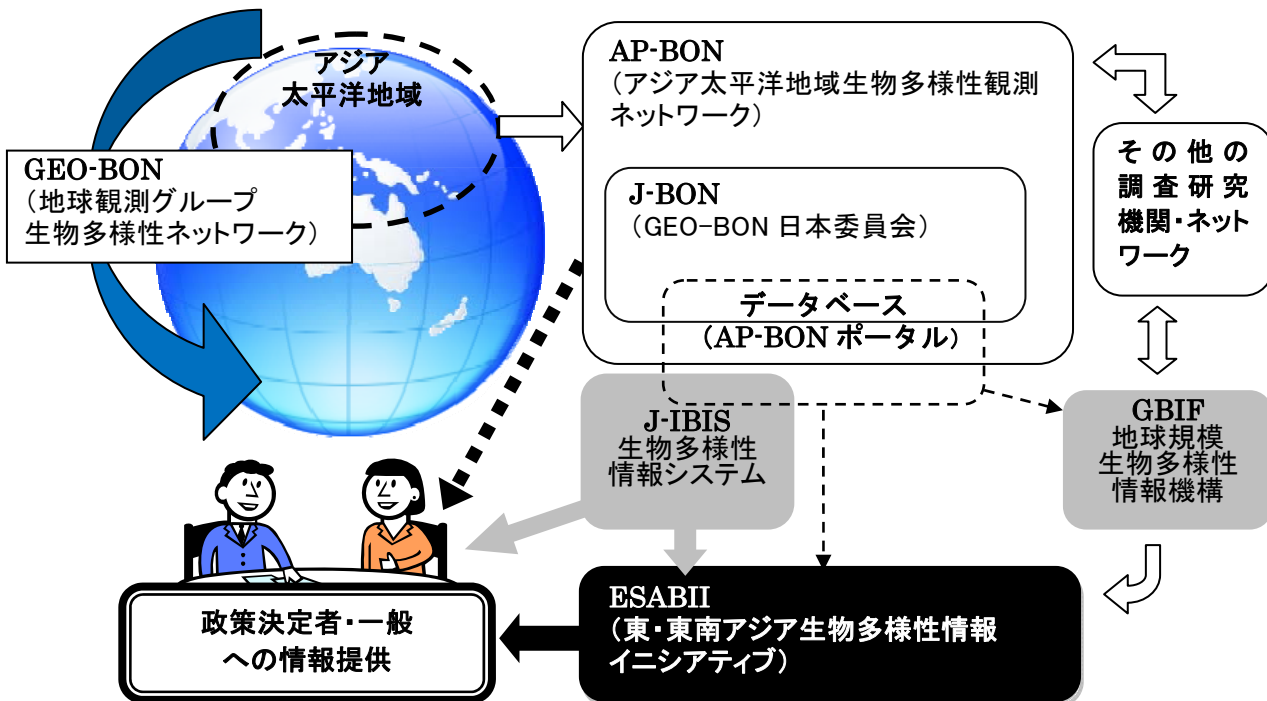 アジア
太平洋地域
GEO-BON
（地球観測グループ
生物多様性ネットワーク）
AP-BON
（アジア太平洋地域生物多様性観測
ネットワーク）
J-BON
（GEO-BON 日本委員会）
データベース
（AP-BON ポータル）
その他の
調査研究
機関・ネット
ワーク
J-IBIS
生物多様性
情報システム
GBIF
地球規模
生物多様性
情報機構
ESABII
（東・東南アジア生物多様性情報
イニシアティブ）
政策決定者・一般
への情報提供